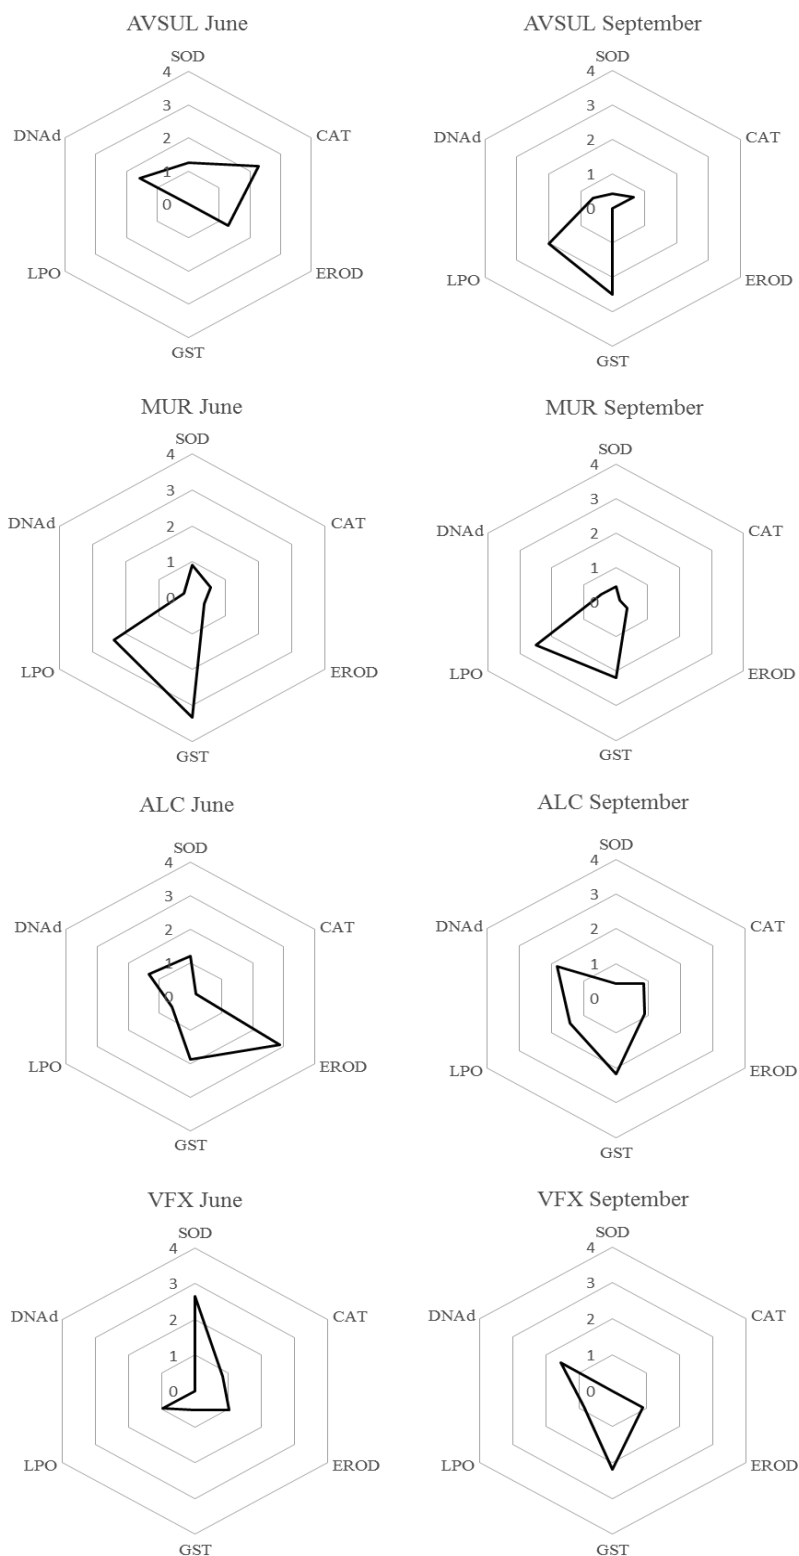 AVSUL June
SOD
4
3
2
1
0
CAT
EROD
GST
LPO
DNAd
AVSUL September
SOD
4
3
2
1
0
CAT
EROD
GST
LPO
DNAd
MUR June
SOD
4
3
2
1
0
CAT
EROD
GST
LPO
DNAd
MUR September
SOD
4
3
2
1
0
CAT
EROD
GST
LPO
DNAd
ALC June
SOD
4
3
2
1
0
CAT
EROD
GST
LPO
DNAd
ALC September
SOD
4
3
2
1
0
CAT
EROD
GST
LPO
DNAd
VFX June
SOD
4
3
2
1
0
CAT
EROD
GST
LPO
DNAd
VFX September
SOD
4
3
2
1
0
CAT
EROD
GST
LPO
DNAd